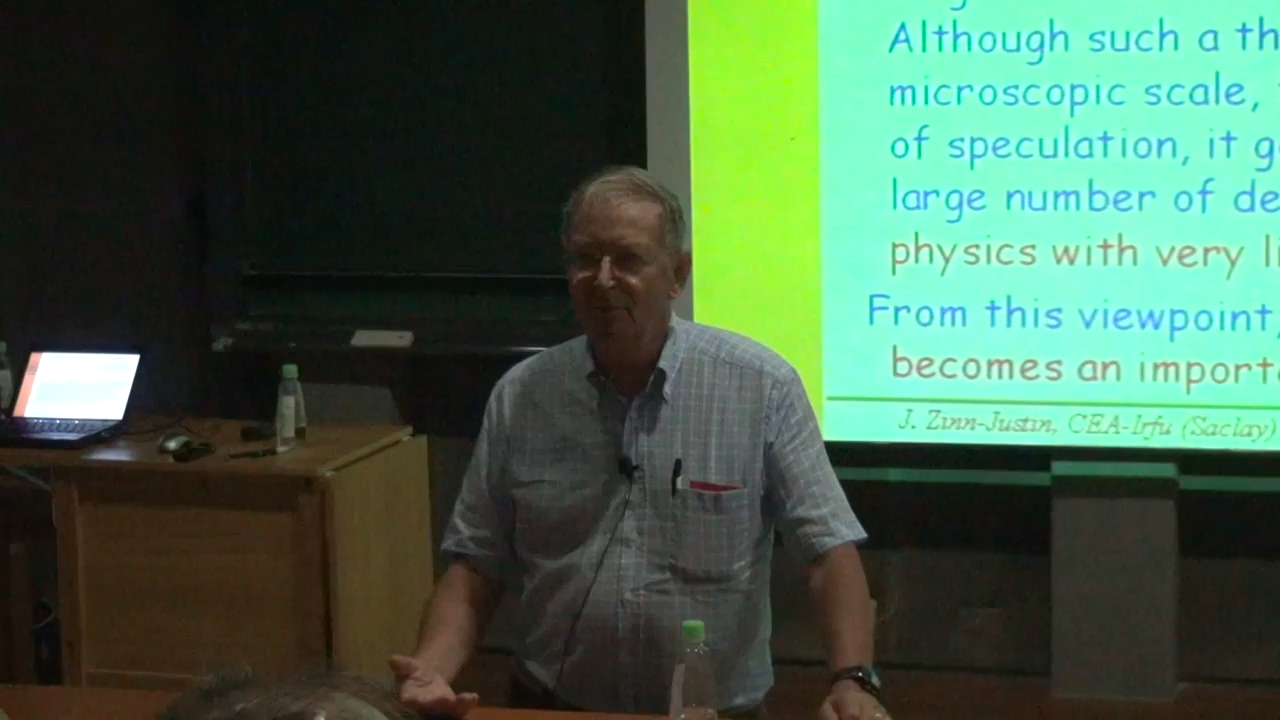 Although such a th
microscopic scale,
of speculation, it g
large number of de
physics with very li
From this viewpoint,
becomes an import
J. Zinn-Justin, CEA-Irfu (Saclay)